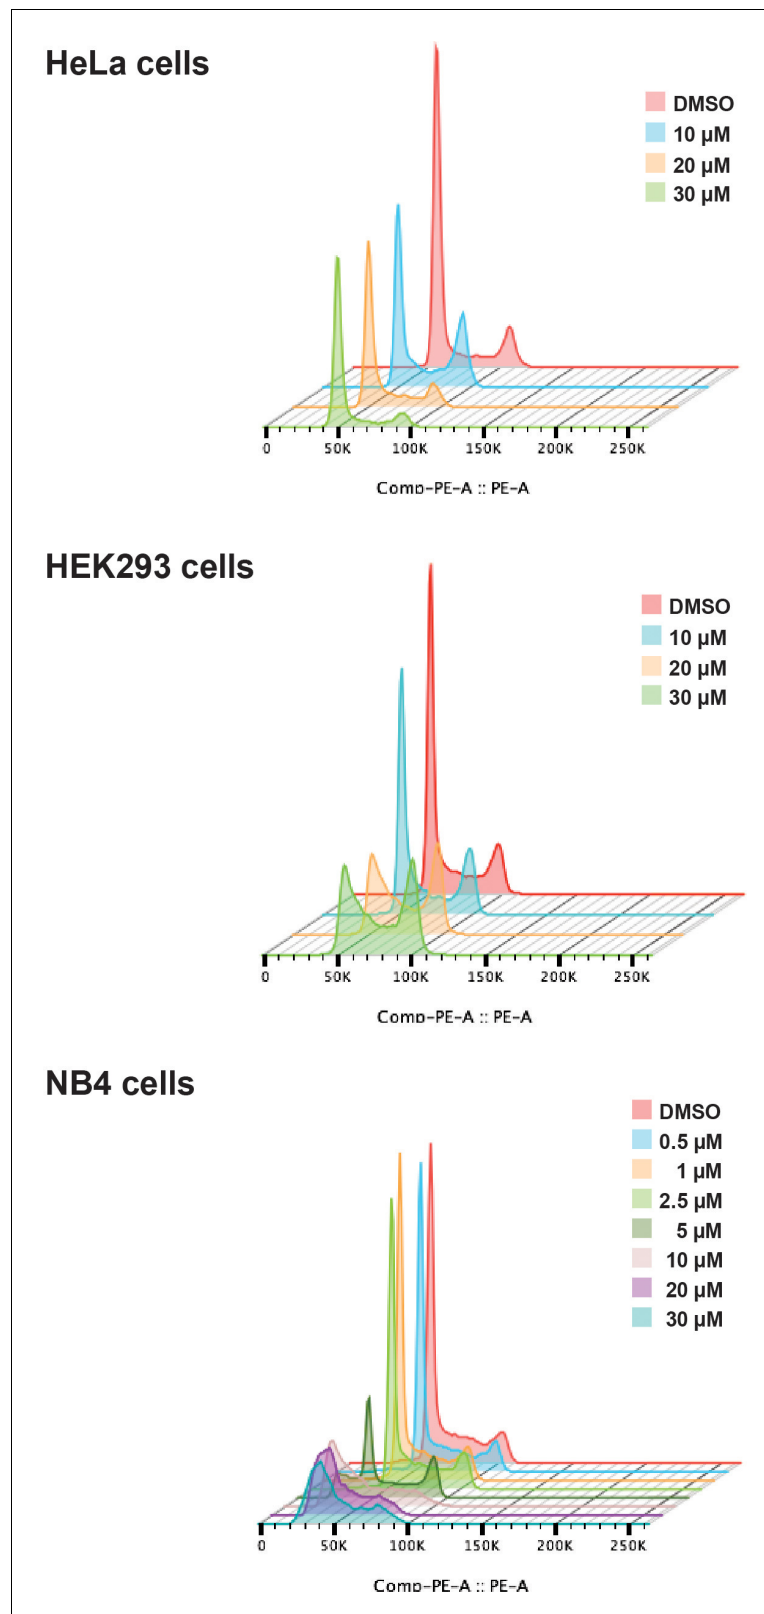 HeLa cells
DMSO
10 µM
20 µM
30 µM
0 50K 100K 150K 200K 250K
Comp-PE-A :: PE-A
HEK293 cells
DMSO
10 µM
20 µM
30 µM
0 50K 100K 150K 200K 250K
Comp-PE-A :: PE-A
NB4 cells
DMSO
0.5 µM
1 µM
2.5 µM
5 µM
10 µM
20 µM
30 µM
0 50K 100K 150K 200K 250K
Comp-PE-A :: PE-A